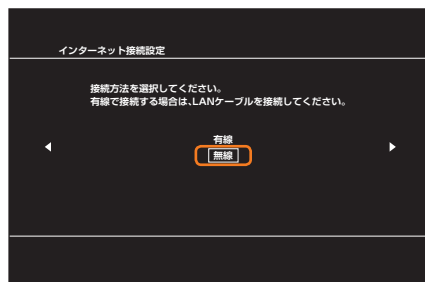 インターネット接続設定
接続方法を選択してください。
有線で接続する場合は、LANケーブルを接続してください。
有線
無線